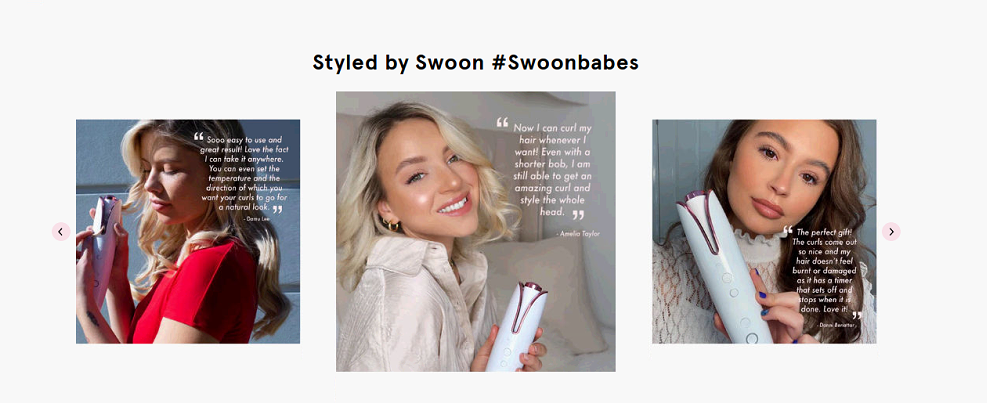 Styled by Swoon #Swoonbabes
“ Sooo easy to use and
great result! Love the fact
I can take it anywhere.
You can even set the
temperature and the
direction of which you
want your curls to go for
a natural look. ”
“ Now I can curl my
hair whenever I
want! Even with a
shorter bob, I am
still able to get an
amazing curl and
style the whole
head. ”
- Amelia Taylor
“ The perfect gift!
The curls come out
so nice and my
hair doesn't feel
burnt or damaged
as it has a timer
that sets off and
stops when it is
done. Love it! ”